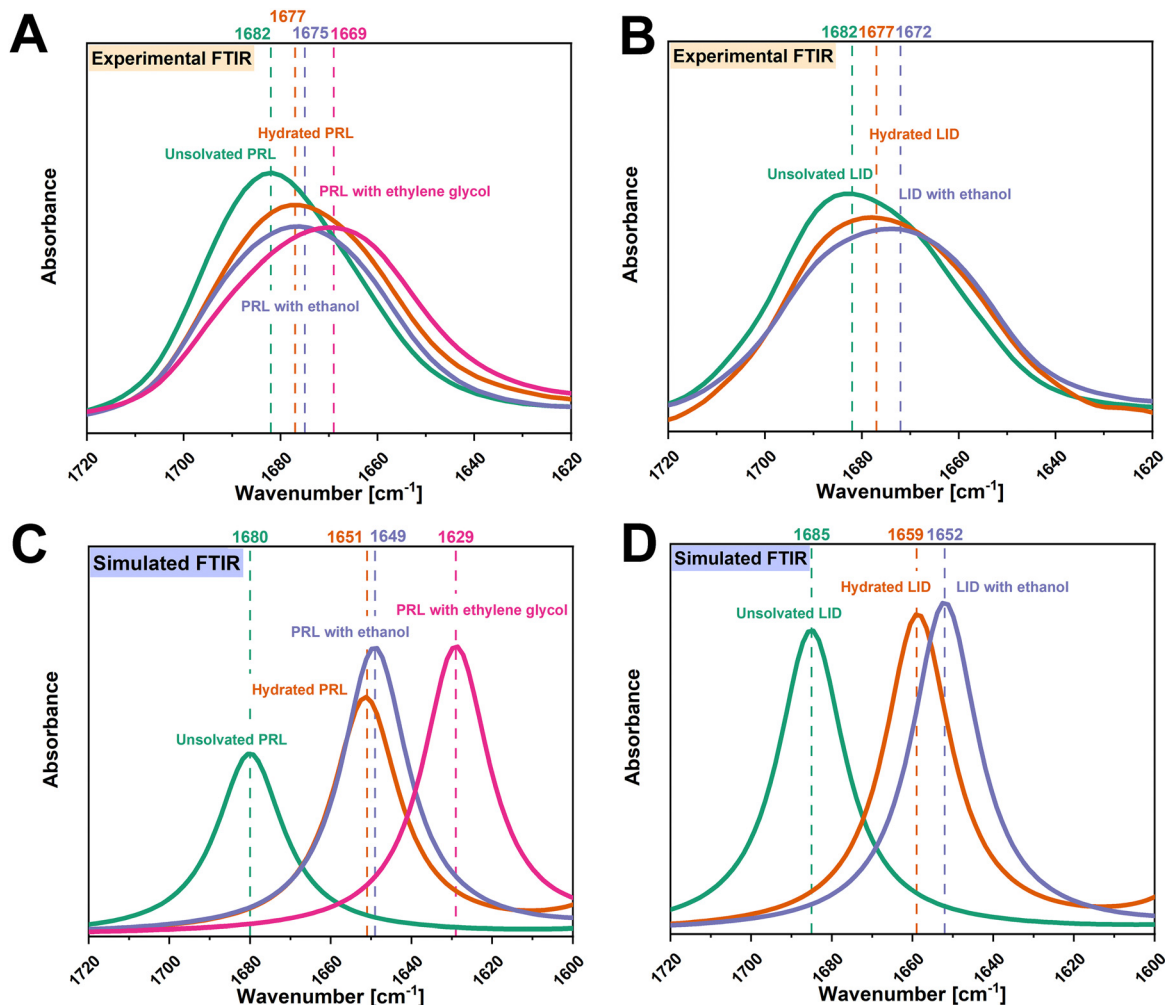 A
1677
1682
1675
1669
Experimental FTIR
Hydrated PRL
Unsolvated PRL
PRL with ethylene glycol
PRL with ethanol
Absorbance
1720
1700
1680
1660
1640
1620
Wavenumber [cm⁻¹]
B
1682
1677
1672
Experimental FTIR
Hydrated LID
Unsolvated LID
LID with ethanol
Absorbance
1720
1700
1680
1660
1640
1620
Wavenumber [cm⁻¹]
C
1680
1651
1649
1629
Simulated FTIR
PRL with ethylene glycol
PRL with ethanol
Hydrated PRL
Unsolvated PRL
Absorbance
1720
1700
1680
1660
1640
1620
1600
Wavenumber [cm⁻¹]
D
1685
1659
1652
Simulated FTIR
Hydrated LID
LID with ethanol
Unsolvated LID
Absorbance
1720
1700
1680
1660
1640
1620
1600
Wavenumber [cm⁻¹]